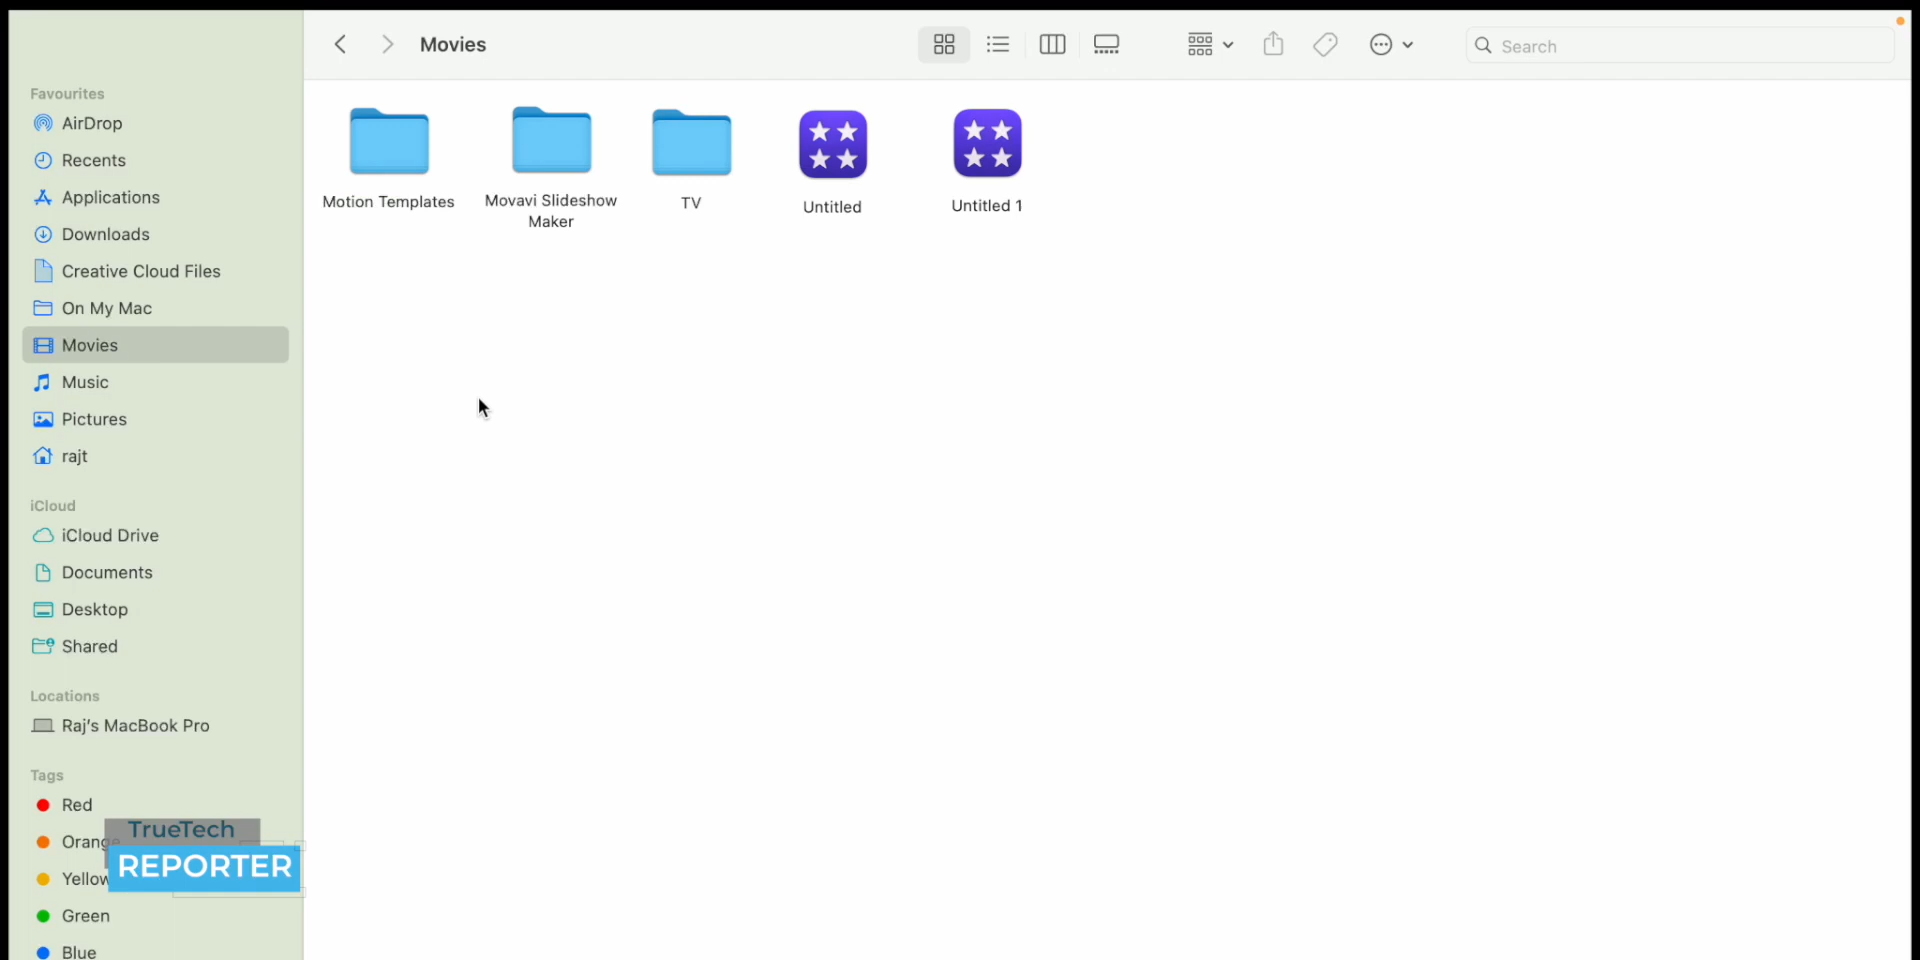 Movies
Search
Favourites
AirDrop
Recents
Applications
Downloads
Creative Cloud Files
On My Mac
Movies
Music
Pictures
rajt
iCloud
iCloud Drive
Documents
Desktop
Shared
Locations
Raj's MacBook Pro
Tags
Red
Orange
Yellow
Green
Blue
Motion Templates
Movavi Slideshow
Maker
TV
Untitled
Untitled 1
TrueTech
REPORTER